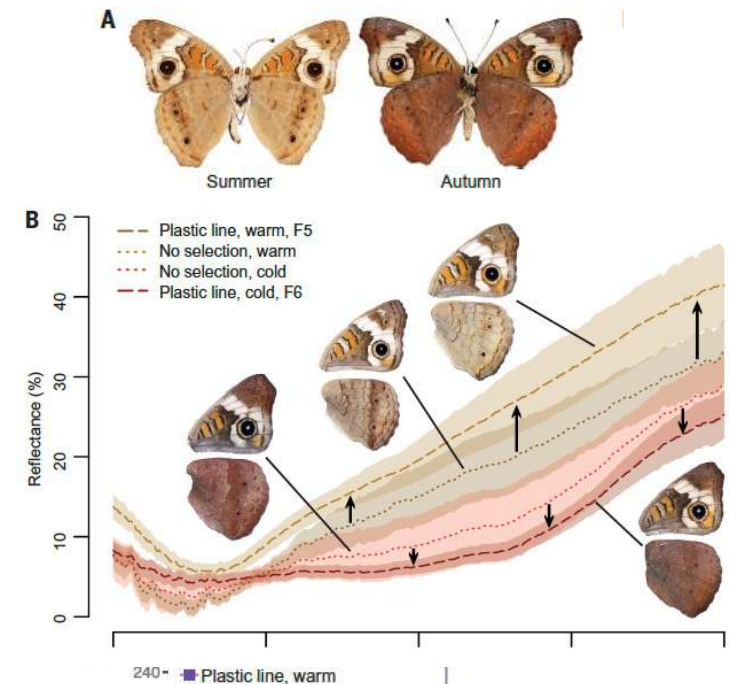 A
Summer
Autumn
B
Plastic line, warm, F5
No selection, warm
No selection, cold
Plastic line, cold, F6
50
40
30
20
10
0
Reflectance (%)
240
Plastic line, warm